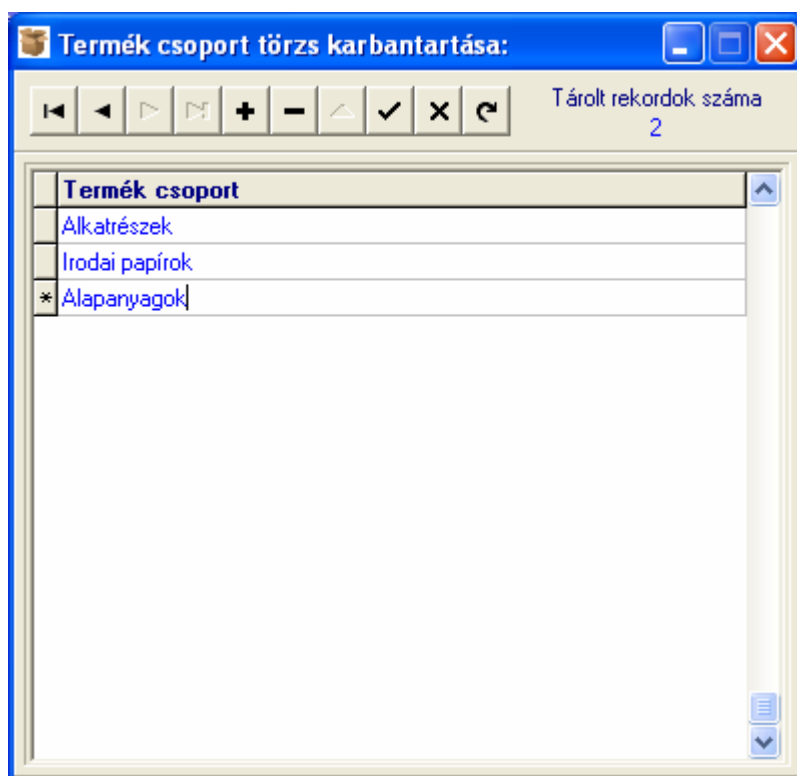 Termék csoport törzs karbantartása:
Tárolt rekordok száma
2
Termék csoport
Alkatrészek
Irodai papírok
* Alapanyagok